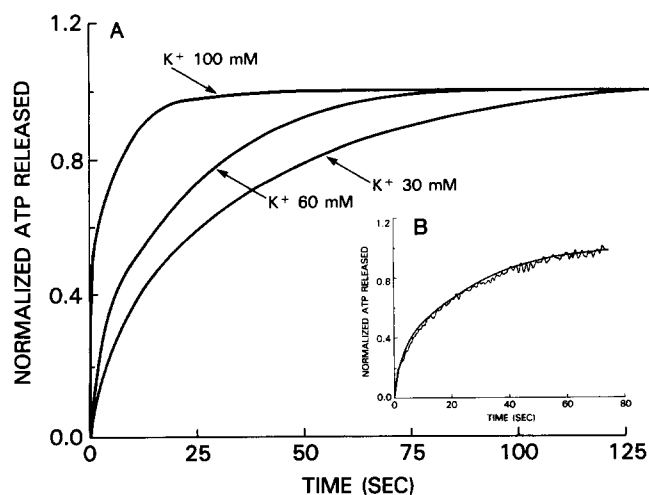 A
1.2
0.8
0.4
0.0
NORMALIZED ATP RELEASED
K+ 100 mM
K+ 60 mM
K+ 30 mM
0
25
50
75
100
125
TIME (SEC)
B
1.2
0.8
0.4
0.0
NORMALIZED ATP RELEASED
0
20
40
60
80
TIME (SEC)